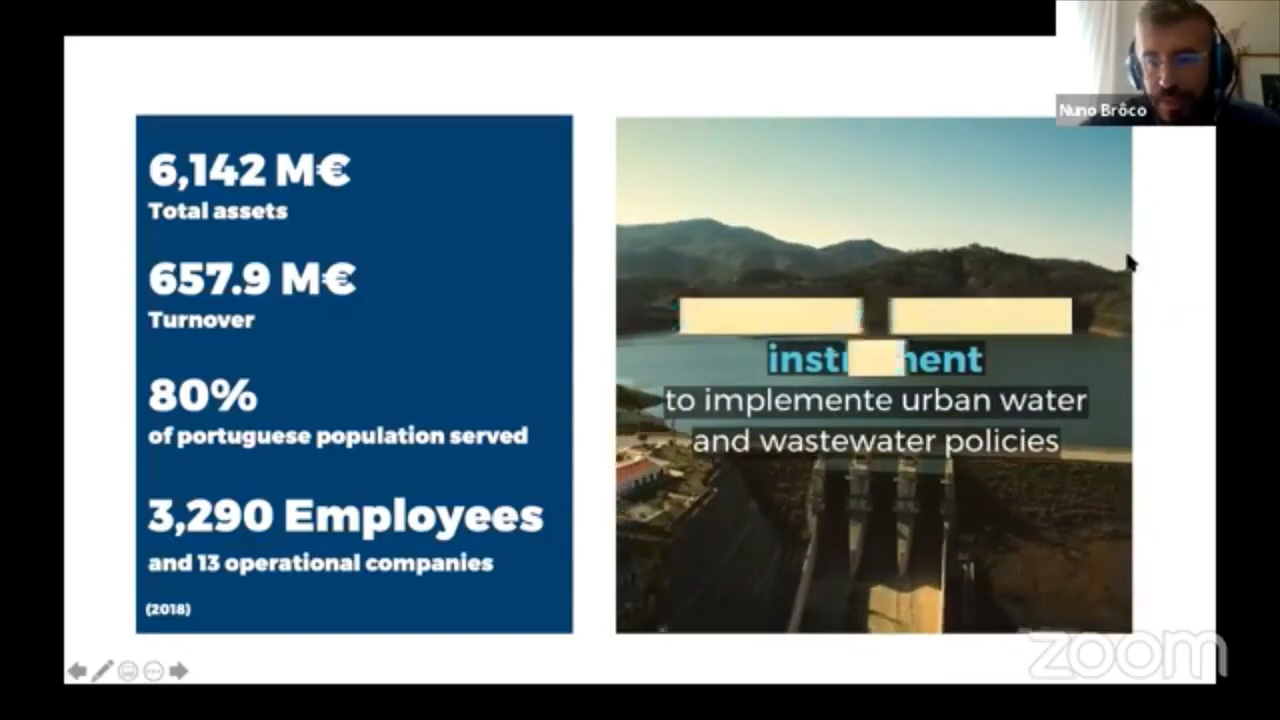 6,142 M€
Total assets
657.9 M€
Turnover
80%
of portuguese population served
3,290 Employees
and 13 operational companies
(2018)
to implemente urban water
and wastewater policies
Nuno Brôco
zoom